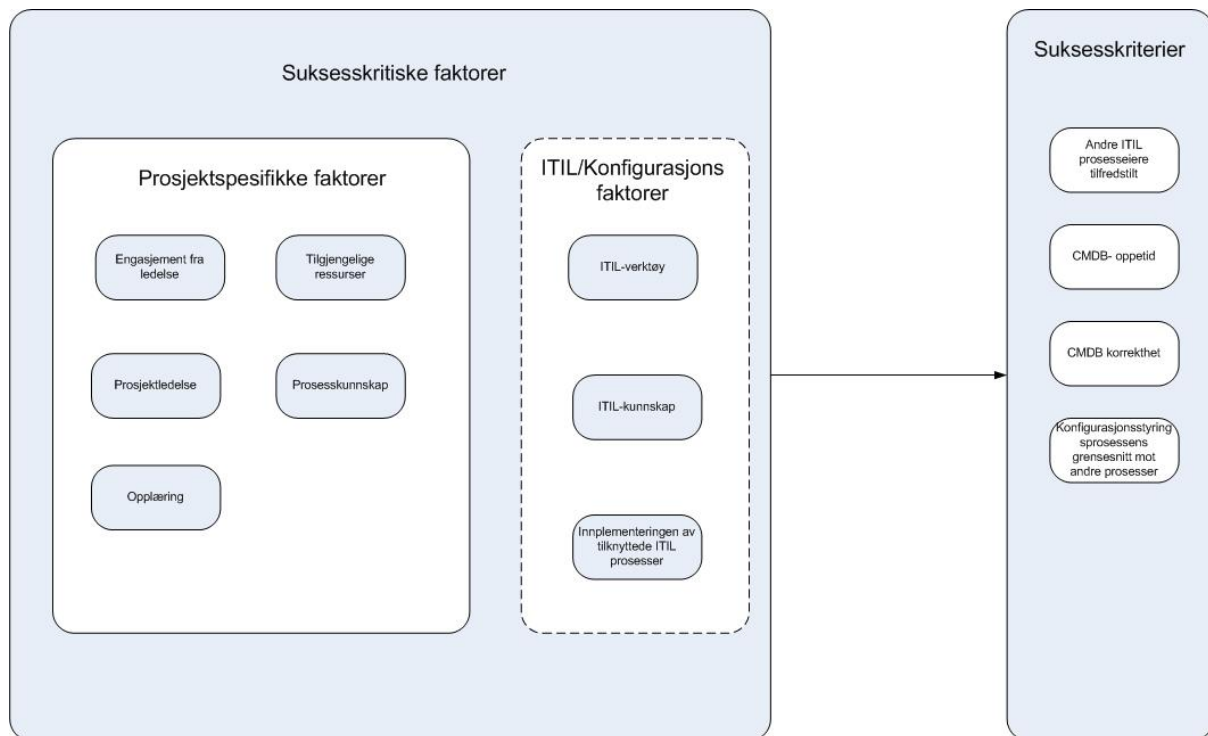 Suksesskritiske faktorer
Prosjektspesifikke faktorer
Engasjement fra
ledelse
Tilgjengelige
ressurser
Prosjektledelse
Prosesskunnskap
Opplæring
ITIL/Konfigurasjons
faktorer
ITIL-verktøy
ITIL-kunnskap
Innplementeringen av
tilknyttede ITIL
prosesser
Suksesskriterier
Andre ITIL
prosesseiere
tilfredstilt
CMDB- oppetid
CMDB korrekthet
Konfigurasjonsstyring
sprosessens
grensesnitt mot
andre prosesser